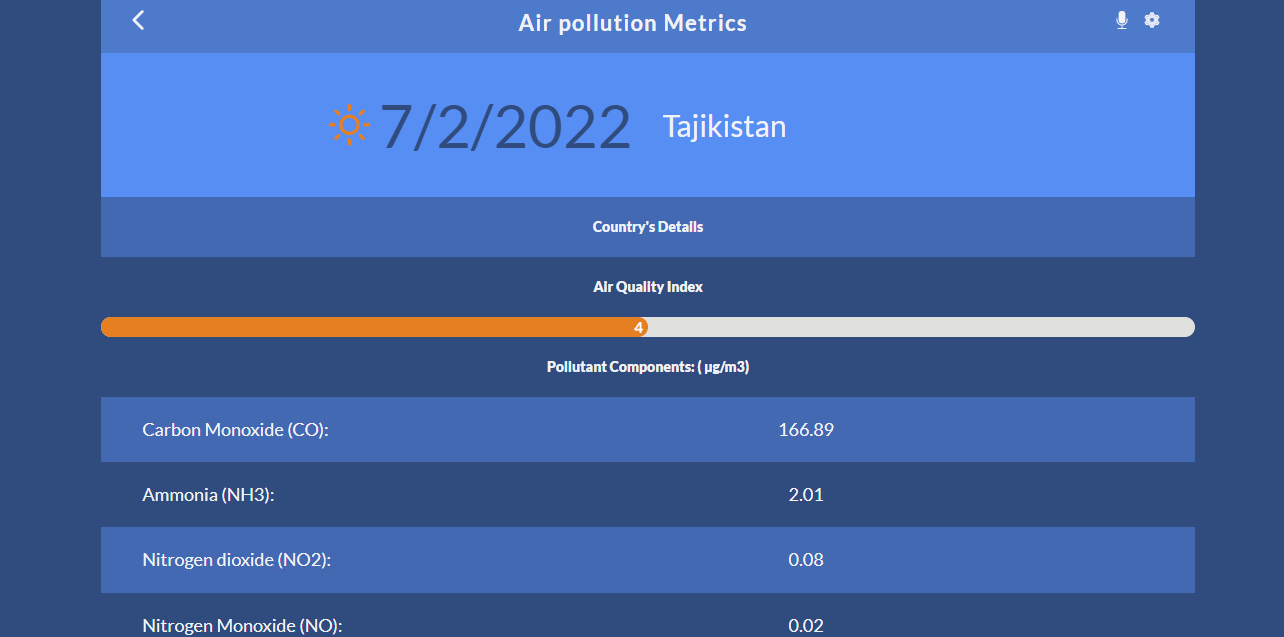 Air pollution Metrics
7/2/2022 Tajikistan
Country's Details
Air Quality Index
4
Pollutant Components: ( µg/m3)
Carbon Monoxide (CO): 166.89
Ammonia (NH3): 2.01
Nitrogen dioxide (NO2): 0.08
Nitrogen Monoxide (NO): 0.02